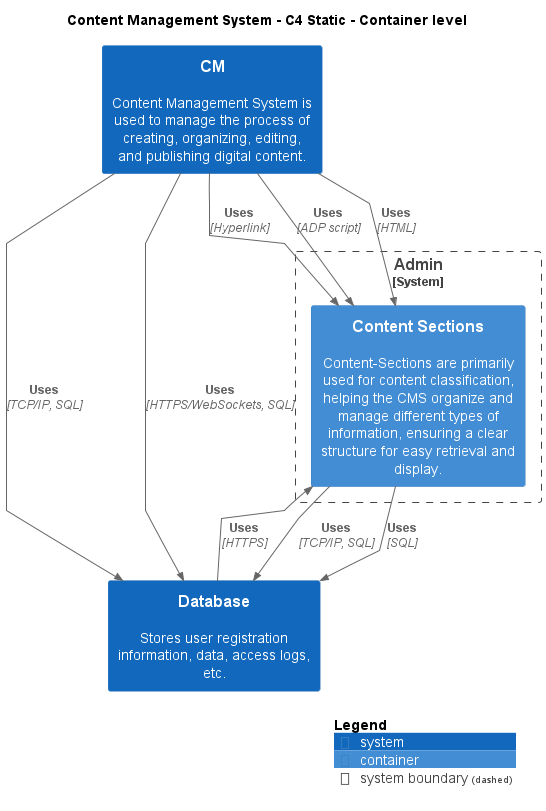 Content Management System - C4 Static - Container level
CM
Content Management System is
used to manage the process of
creating, organizing, editing,
and publishing digital content.
Uses
[Hyperlink]
Uses
[ADP script]
Uses
[HTML]
Admin
[System]
Content Sections
Content-Sections are primarily
used for content classification,
helping the CMS organize and
manage different types of
information, ensuring a clear
structure for easy retrieval and
display.
Uses
[TCP/IP, SQL]
Uses
[HTTPS/WebSockets, SQL]
Uses
[HTTPS]
Uses
[TCP/IP, SQL]
Uses
[SQL]
Database
Stores user registration
information, data, access logs,
etc.
Legend
system
container
system boundary (dashed)